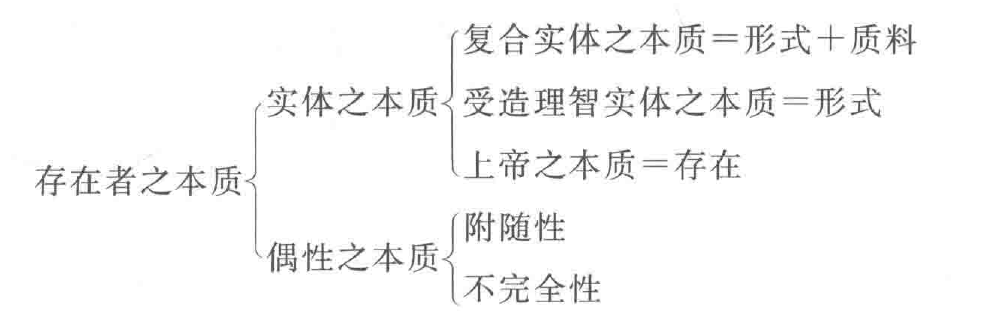 复合实体之本质=形式+质料
实体之本质
受造理智实体之本质=形式
上帝之本质=存在
存在者之本质
附随性
偶性之本质
不完全性